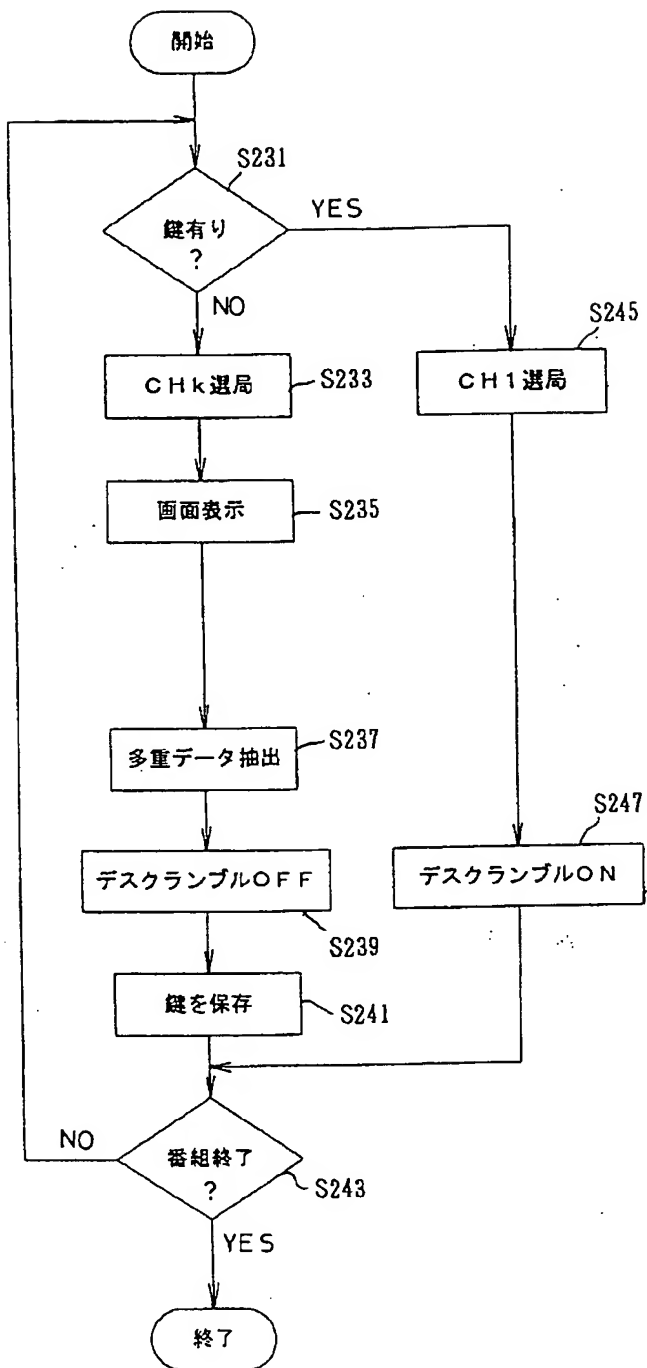 開始
S231
鍵有り
?
YES
NO
S245
CHk選局
S233
CH1選局
画面表示
S235
多重データ抽出
S237
S247
デスクランブルOFF
デスクランブルON
S239
鍵を保存
S241
NO
番組終了
?
S243
YES
終了